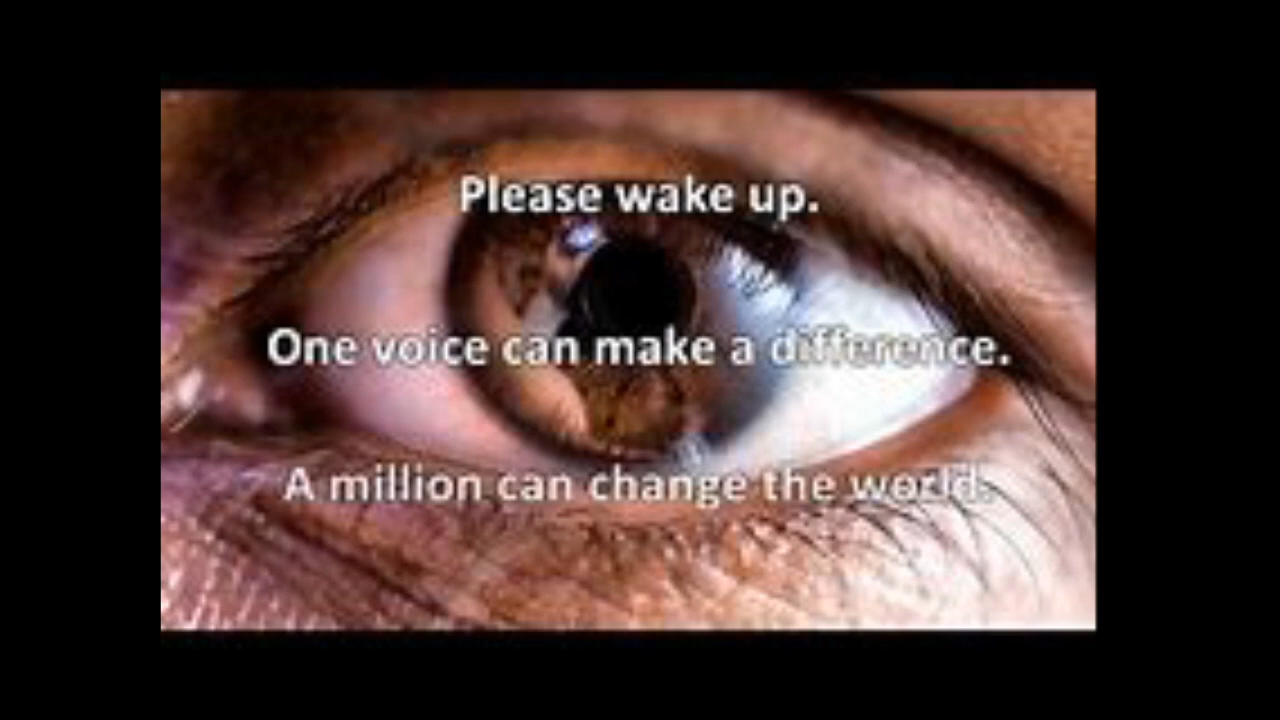 Please wake up.
One voice can make a difference.
A million can change the world.